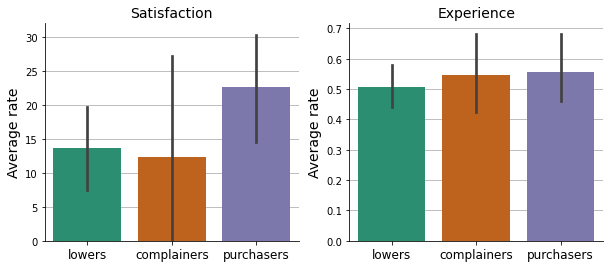 Satisfaction
Average rate
30
25
20
15
10
5
0
lowers
complainers
purchasers
Experience
Average rate
0.7
0.6
0.5
0.4
0.3
0.2
0.1
0.0
lowers
complainers
purchasers